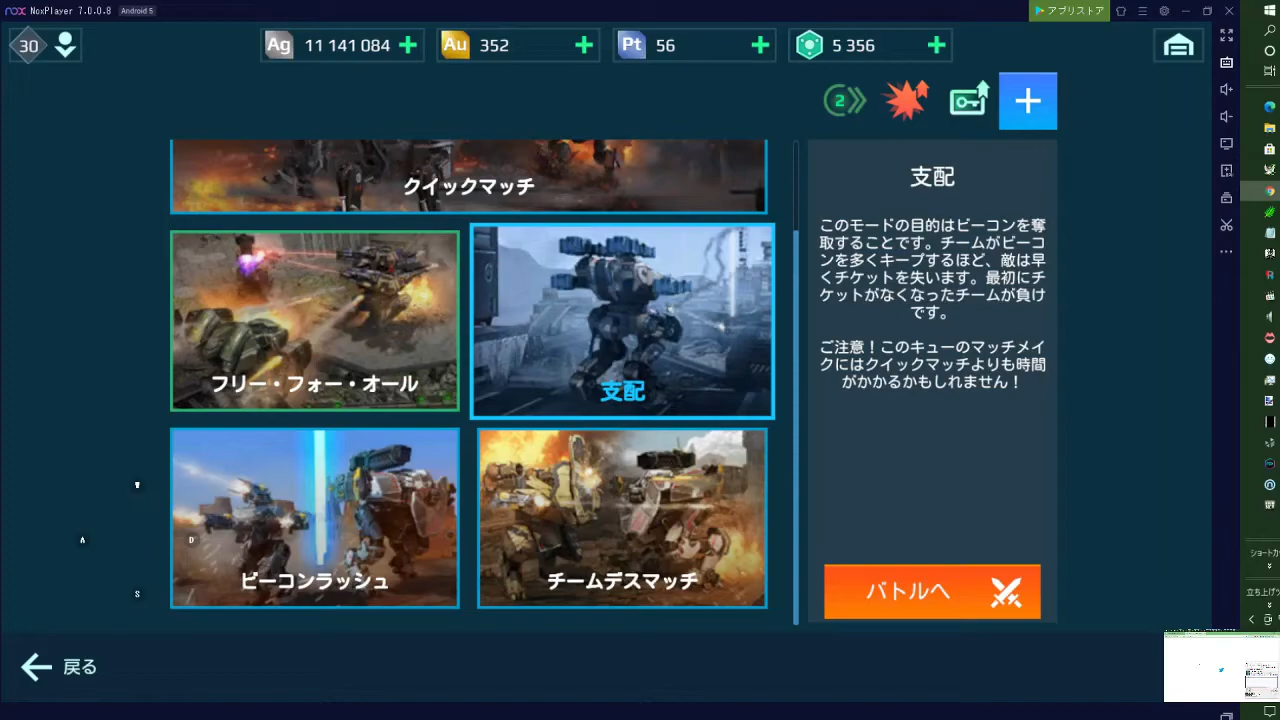 NoxPlayer 7.0.0.8 Android 5
アプリストア
30
Ag 11 141 084
Au 352
Pt 56
5 356
2
クイックマッチ
フリー・フォー・オール
支配
ビーコンラッシュ
チームデスマッチ
W
A
D
S
支配
このモードの目的はビーコンを奪
取することです。チームがビーコ
ンを多くキープするほど、敵は早
くチケットを失います。最初にチ
ケットがなくなったチームが負け
です。
ご注意！このキューのマッチメイ
クにはクイックマッチよりも時間
がかかるかもしれません！
バトルへ
戻る
ショートカ
立ち上げツ